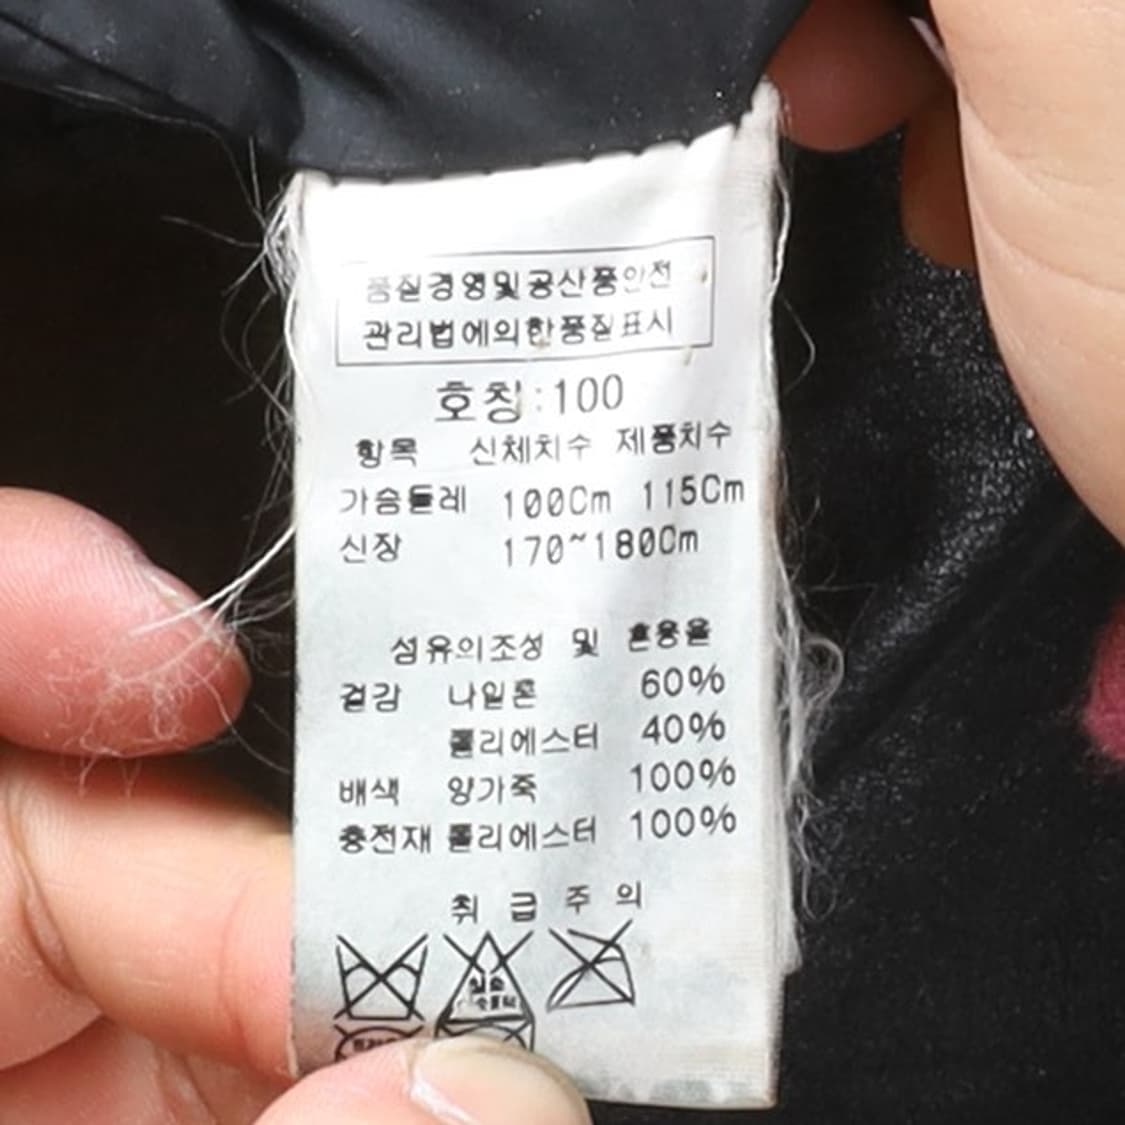 품질경영및공산품안전
관리법에의한품질표시
호칭:100
항목 신체치수 제품치수
가슴둘레 100Cm 115Cm
신장 170~180Cm
섬유의조성 및 혼용율
겉감 나일론 60%
폴리에스터 40%
배색 양가죽 100%
충전재 폴리에스터 100%
취급주의